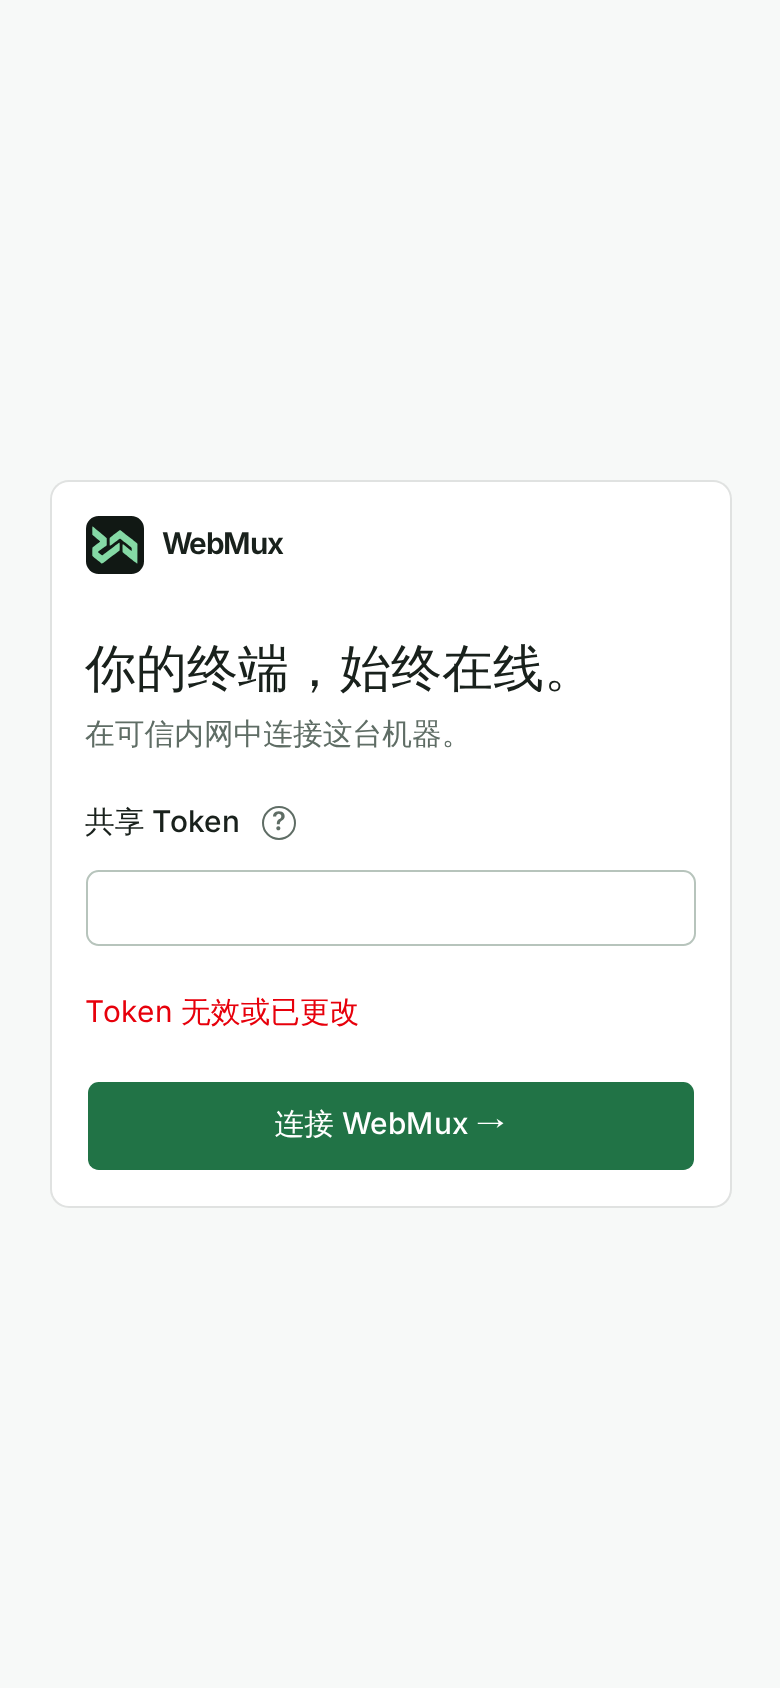 WebMux
你的终端，始终在线。
在可信内网中连接这台机器。
共享 Token ?
Token 无效或已更改
连接 WebMux →